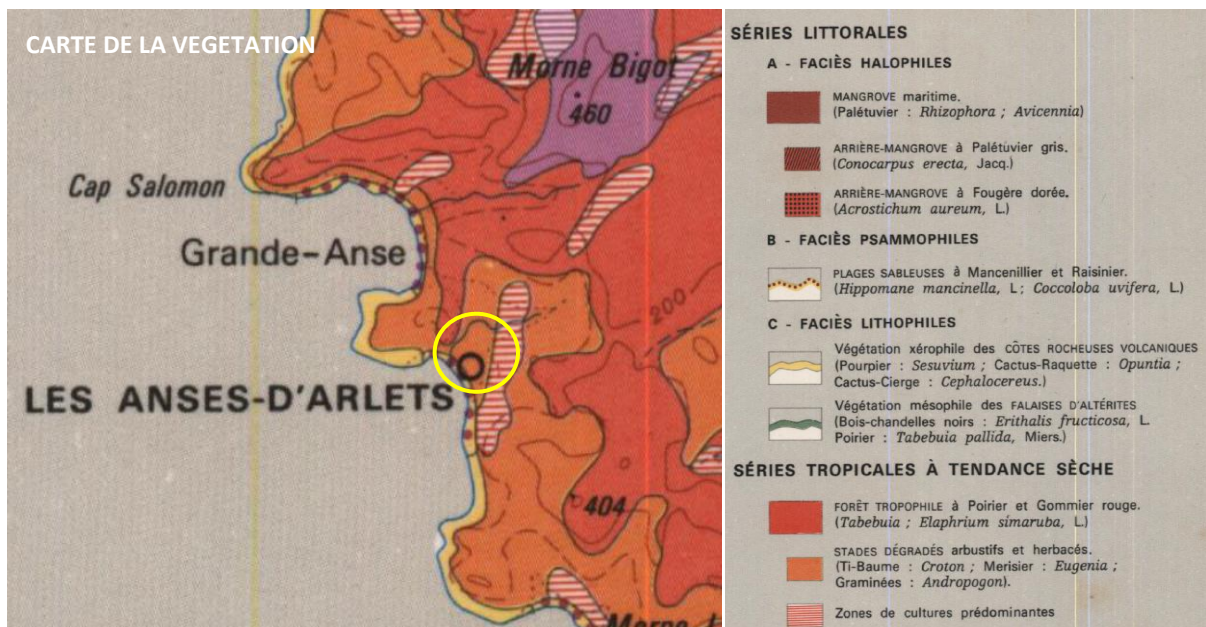 CARTE DE LA VEGETATION
Morne Bigot
460
Cap Salomon
Grande-Anse
200
LES ANSES-D'ARLETS
404
SÉRIES LITTORALES
A - FACIÈS HALOPHILES
MANGROVE maritime.
(Palétuvier : Rhizophora ; Avicennia)
ARRIÈRE-MANGROVE à Palétuvier gris.
(Conocarpus erecta, Jacq.)
ARRIÈRE-MANGROVE à Fougère dorée.
(Acrostichum aureum, L.)
B - FACIÈS PSAMMOPHILES
PLAGES SABLEUSES à Mancenillier et Raisinier.
(Hippomane mancinella, L ; Coccoloba uvifera, L.)
C - FACIÈS LITHOPHILES
Végétation xérophile des CÔTES ROCHEUSES VOLCANIQUES
(Pourpier : Sesuvium ; Cactus-Raquette : Opuntia ;
Cactus-Cierge : Cephalocereus.)
Végétation mésophile des FALAISES D'ALTÉRITES
(Bois-chandelles noirs : Erithalis fructicosa, L.
Poirier : Tabebuia pallida, Miers.)
SÉRIES TROPICALES À TENDANCE SÈCHE
FORÊT TROPOPHILE à Poirier et Gommier rouge.
(Tabebuia ; Elaphrium simaruba, L.)
STADES DÉGRADÉS arbustifs et herbacés.
(Ti-Baume : Croton ; Merisier : Eugenia ;
Graminées : Andropogon).
Zones de cultures prédominantes